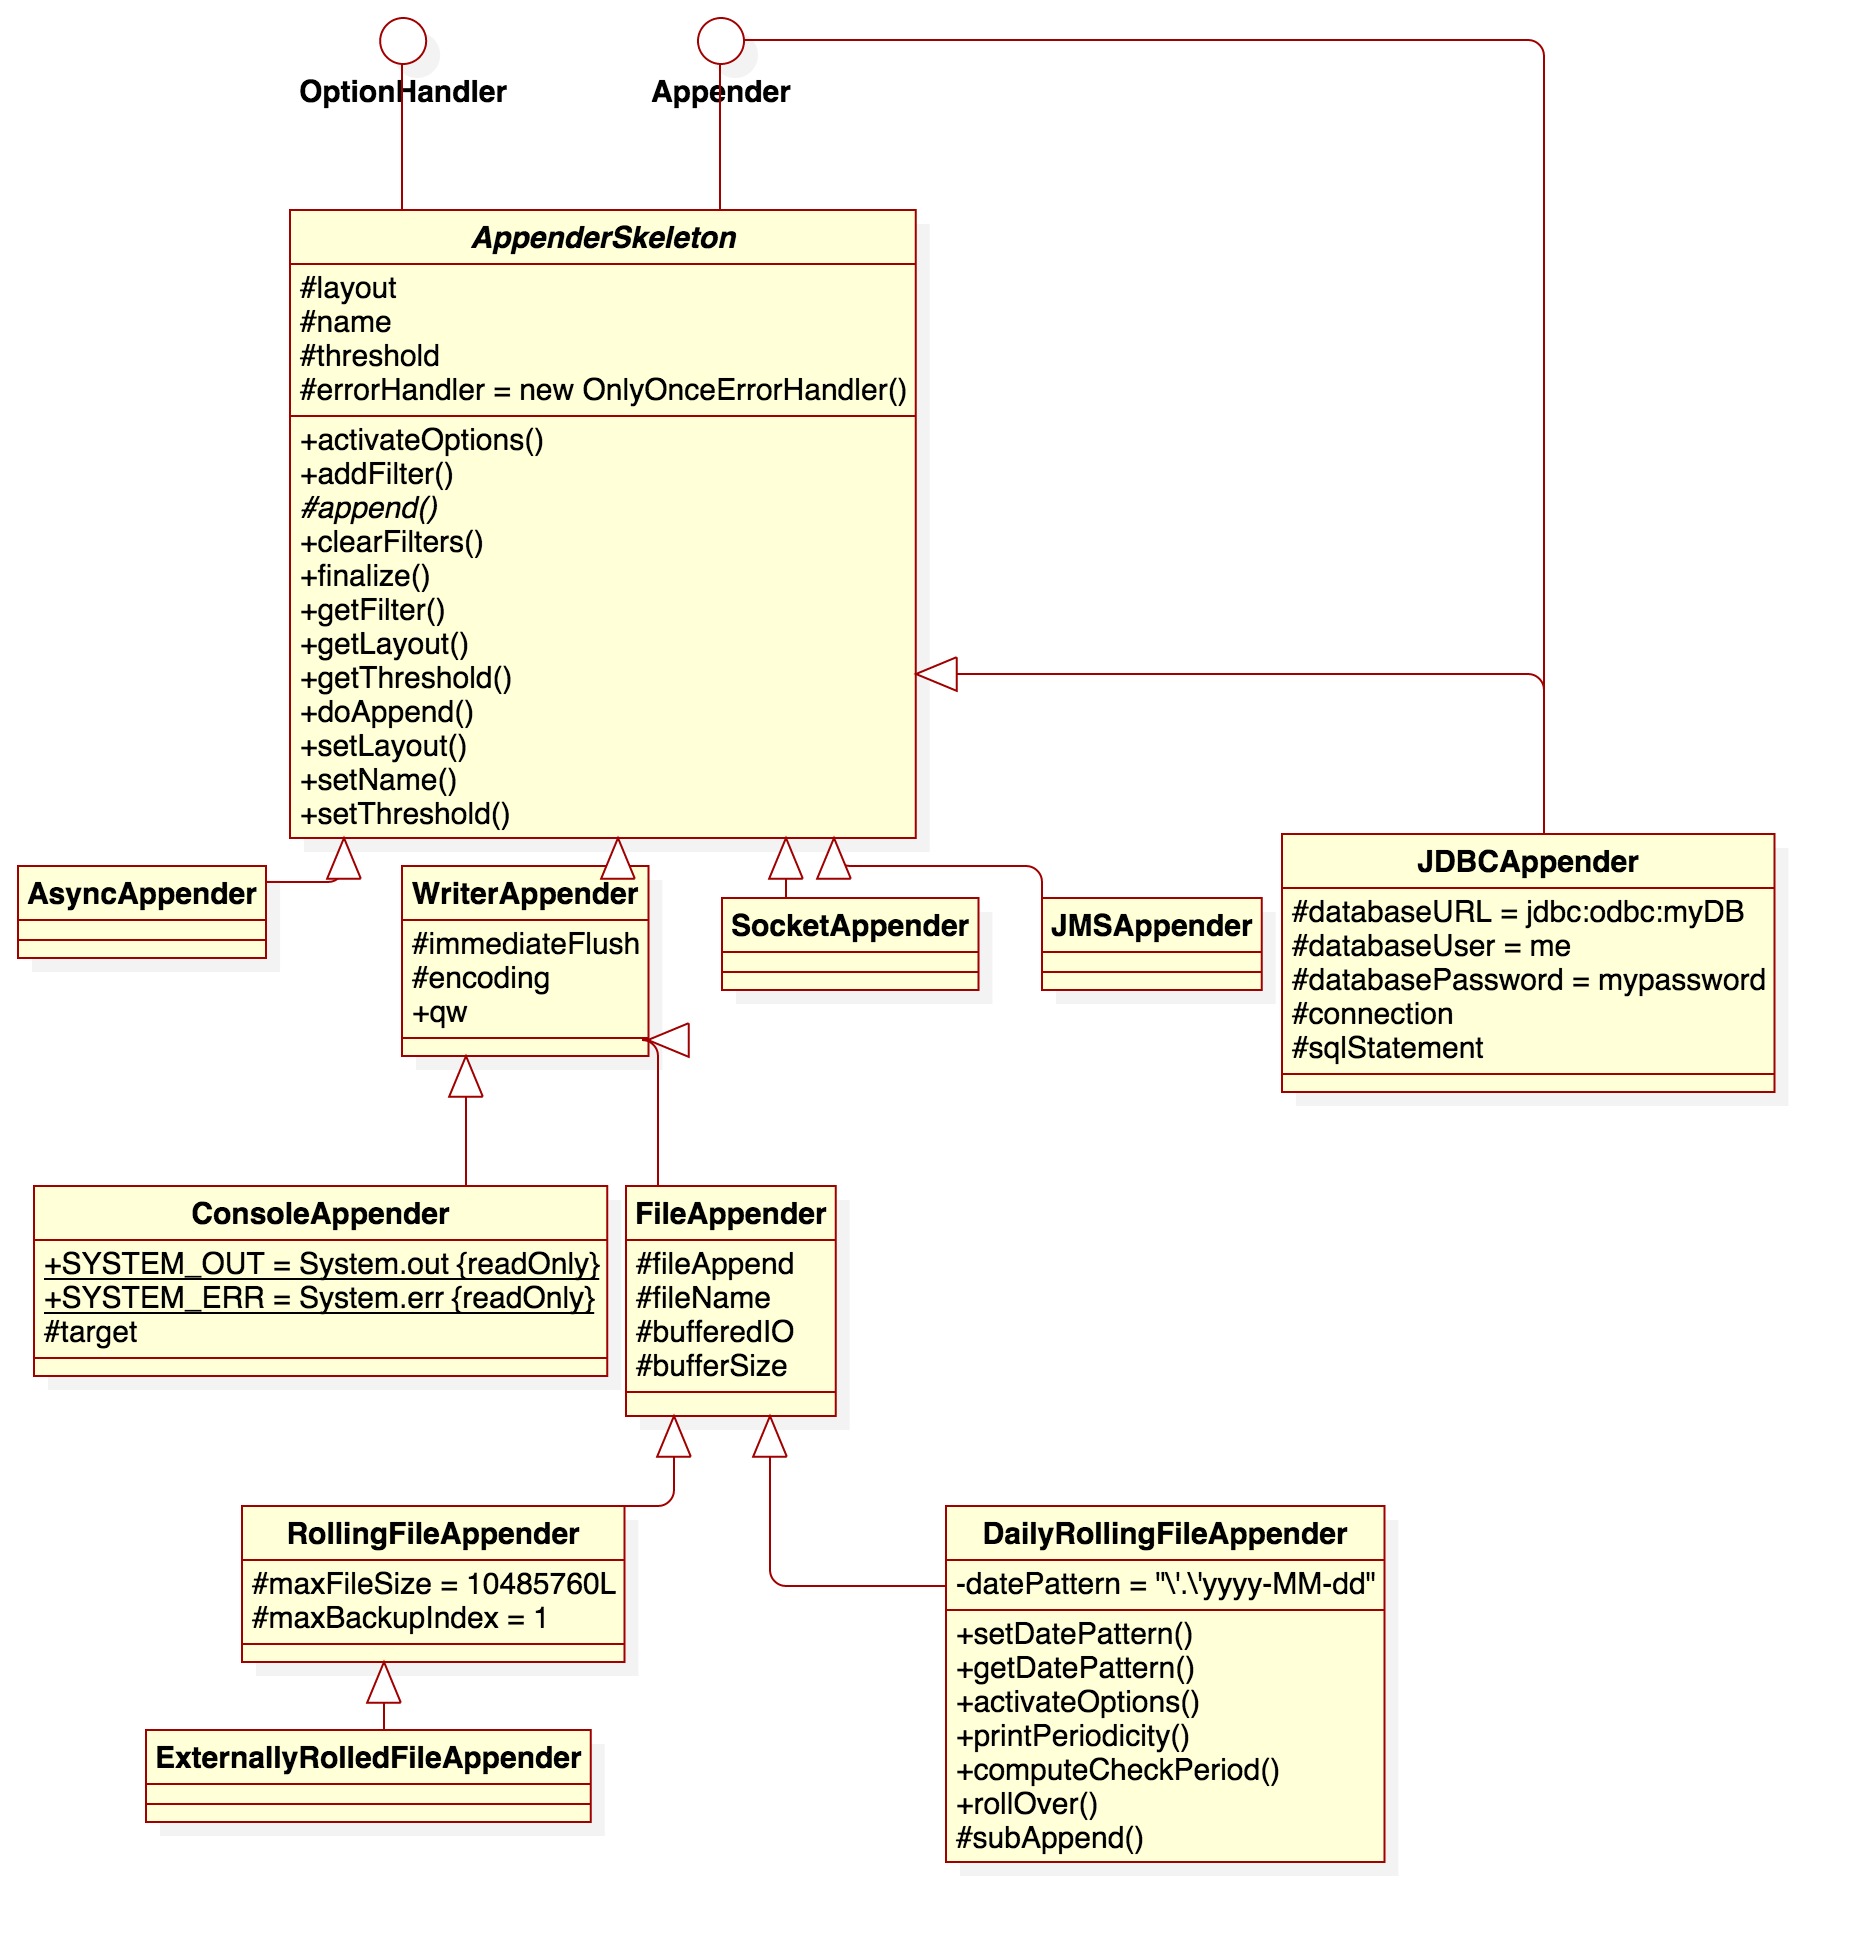 OptionHandler
Appender
AppenderSkeleton
#layout
#name
#threshold
#errorHandler = new OnlyOnceErrorHandler()
+activateOptions()
+addFilter()
#append()
+clearFilters()
+finalize()
+getFilter()
+getLayout()
+getThreshold()
+doAppend()
+setLayout()
+setName()
+setThreshold()
AsyncAppender
WriterAppender
#immediateFlush
#encoding
+qw
SocketAppender
JMSAppender
JDBCAppender
#databaseURL = jdbc:odbc:myDB
#databaseUser = me
#databasePassword = mypassword
#connection
#sqlStatement
ConsoleAppender
+SYSTEM_OUT = System.out {readOnly}
+SYSTEM_ERR = System.err {readOnly}
#target
FileAppender
#fileAppend
#fileName
#bufferedIO
#bufferSize
RollingFileAppender
#maxFileSize = 10485760L
#maxBackupIndex = 1
DailyRollingFileAppender
-datePattern = "\'.\'yyyy-MM-dd"
+setDatePattern()
+getDatePattern()
+activateOptions()
+printPeriodicity()
+computeCheckPeriod()
+rollOver()
#subAppend()
ExternallyRolledFileAppender